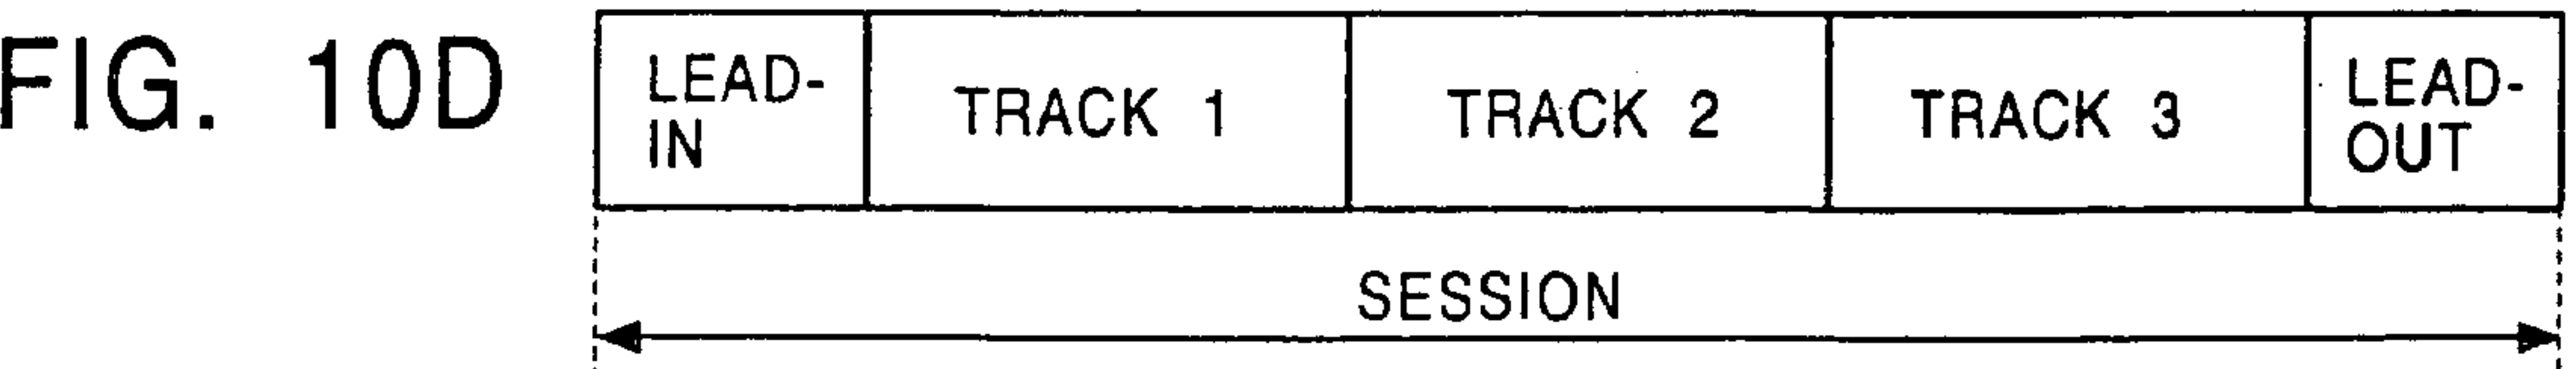 FIG. 10D
LEAD-
IN
TRACK 1
TRACK 2
TRACK 3
LEAD-
OUT
SESSION